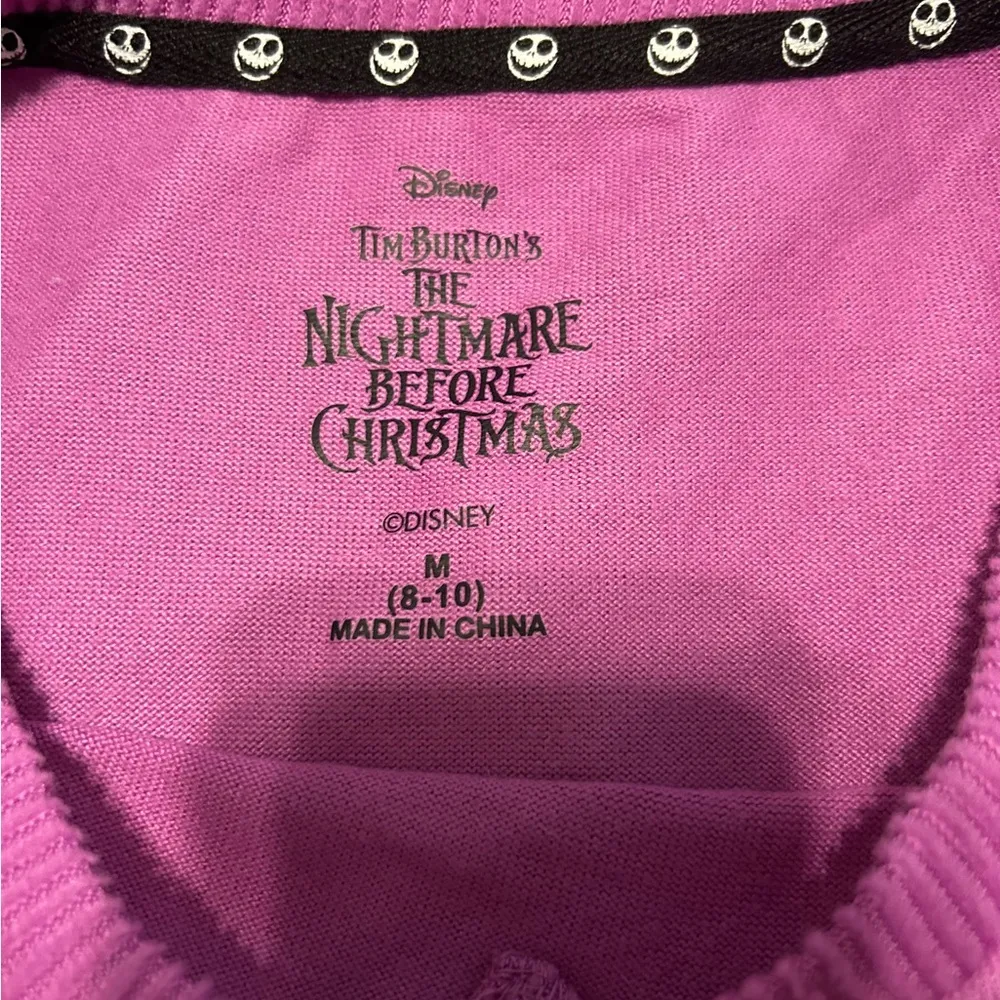 Disney
TIM BURTON'S
THE
NIGHTMARE
BEFORE
CHRISTMAS
©DISNEY
M
(8-10)
MADE IN CHINA